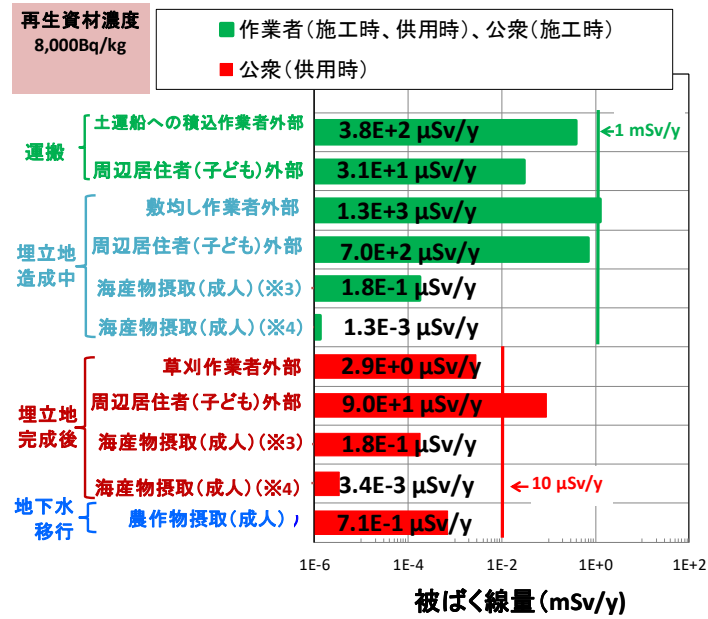 再生資材濃度
8,000Bq/kg
作業者(施工時、供用時)、公衆(施工時)
公衆(供用時)
運搬
土運船への積込作業者外部
3.8E+2 μSv/y
1 mSv/y
周辺居住者(子ども)外部
3.1E+1 μSv/y
埋立地
造成中
敷均し作業者外部
1.3E+3 μSv/y
周辺居住者(子ども)外部
7.0E+2 μSv/y
海産物摂取(成人)(※3)
1.8E-1 μSv/y
海産物摂取(成人)(※4)
1.3E-3 μSv/y
埋立地
完成後
草刈作業者外部
2.9E+0 μSv/y
周辺居住者(子ども)外部
9.0E+1 μSv/y
海産物摂取(成人)(※3)
1.8E-1 μSv/y
海産物摂取(成人)(※4)
3.4E-3 μSv/y
10 μSv/y
地下水
移行
農作物摂取(成人)
7.1E-1 μSv/y
1E-6 1E-4 1E-2 1E+0 1E+2
被ばく線量(mSv/y)